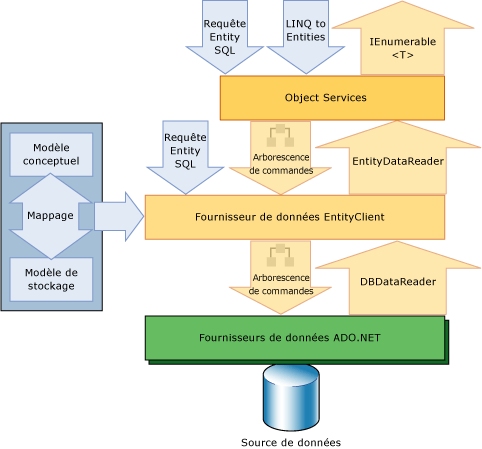 Requête
Entity
SQL
LINQ to
Entities
IEnumerable
<T>
Object Services
Requête
Entity
SQL
Arborescence
de commandes
EntityDataReader
Modèle
conceptuel
Mappage
Modèle de
stockage
Fournisseur de données EntityClient
Arborescence
de commandes
DBDataReader
Fournisseurs de données ADO.NET
Source de données